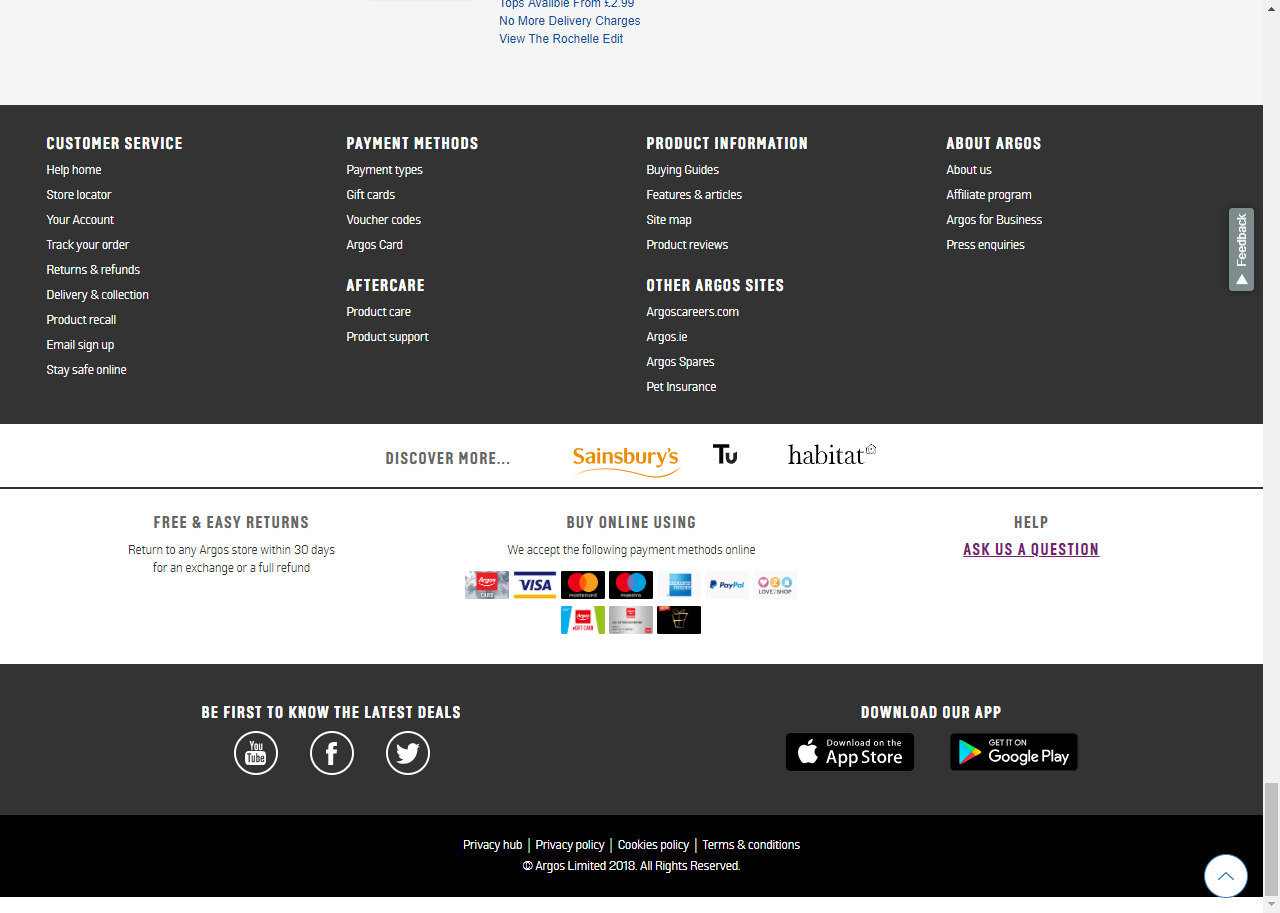 Tops Avalible From £2.99
No More Delivery Charges
View The Rochelle Edit
CUSTOMER SERVICE
Help home
Store locator
Your Account
Track your order
Returns & refunds
Delivery & collection
Product recall
Email sign up
Stay safe online
PAYMENT METHODS
Payment types
Gift cards
Voucher codes
Argos Card
AFTERCARE
Product care
Product support
PRODUCT INFORMATION
Buying Guides
Features & articles
Site map
Product reviews
OTHER ARGOS SITES
Argoscareers.com
Argos.ie
Argos Spares
Pet Insurance
ABOUT ARGOS
About us
Affiliate program
Argos for Business
Press enquiries
Feedback
DISCOVER MORE...
Sainsbury's
Tu
habitat
FREE & EASY RETURNS
Return to any Argos store within 30 days
for an exchange or a full refund
BUY ONLINE USING
We accept the following payment methods online
Argos
CARD
VISA
mastercard
maestro
PayPal
LOVE2SHOP
Argos
eGIFT CARD
HELP
ASK US A QUESTION
BE FIRST TO KNOW THE LATEST DEALS
You
Tube
DOWNLOAD OUR APP
Download on the
App Store
GET IT ON
Google Play
Privacy hub | Privacy policy | Cookies policy | Terms & conditions
© Argos Limited 2018. All Rights Reserved.